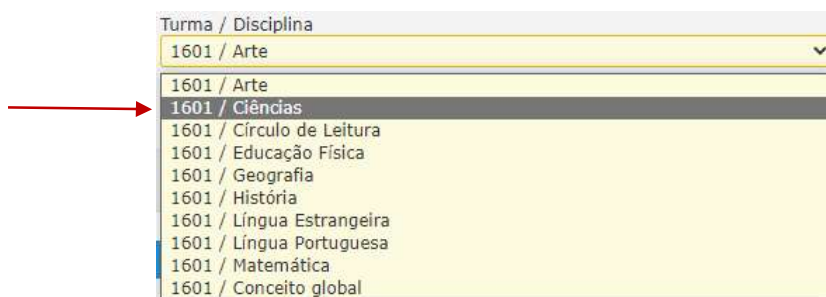 Turma / Disciplina
1601 / Arte
1601 / Arte
1601 / Ciências
1601 / Círculo de Leitura
1601 / Educação Física
1601 / Geografia
1601 / História
1601 / Língua Estrangeira
1601 / Língua Portuguesa
1601 / Matemática
1601 / Conceito global